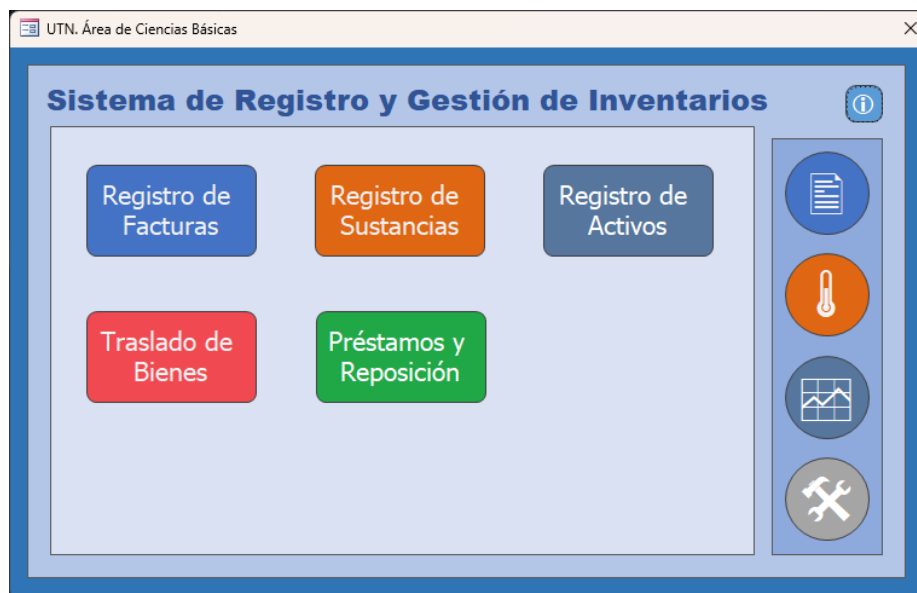 UTN. Área de Ciencias Básicas
Sistema de Registro y Gestión de Inventarios
Registro de
Facturas
Registro de
Sustancias
Registro de
Activos
Traslado de
Bienes
Préstamos y
Reposición